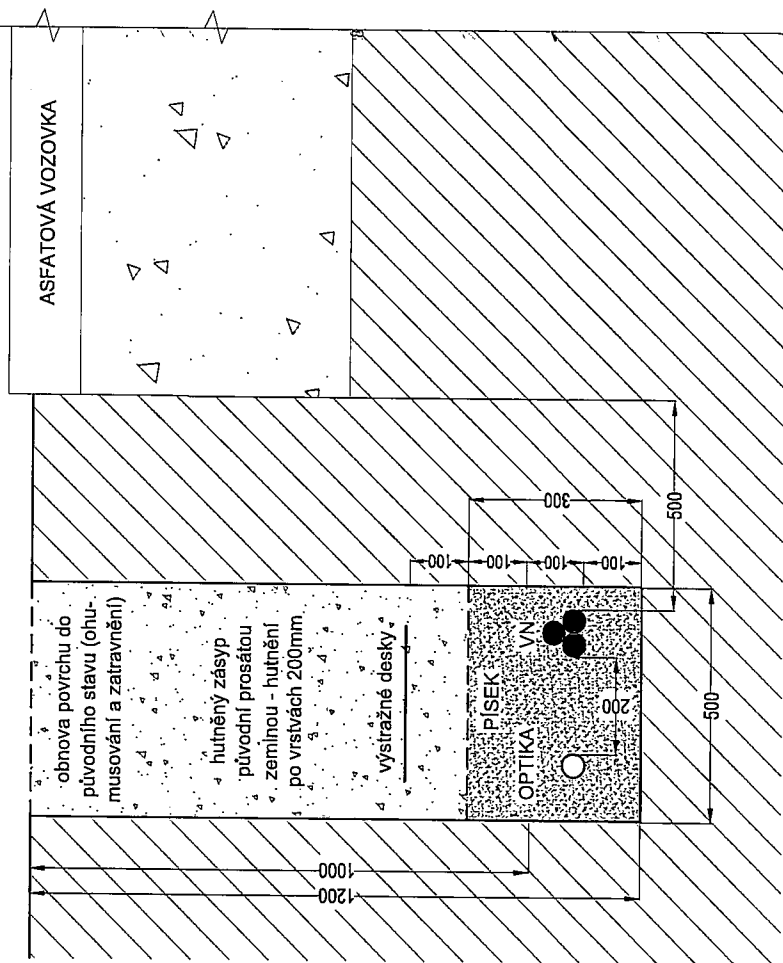 ASFATOVÁ VOZOVKA
obnova povrchu do
původního stavu (ohu-
musování a zatravnění)
hutněný zásyp
původní prosátou
zeminou - hutnění
po vrstvách 200mm
výstražné desky
PÍSEK
OPTIKA
VN
200
500
500
300
100
100
100
100
1000
1200